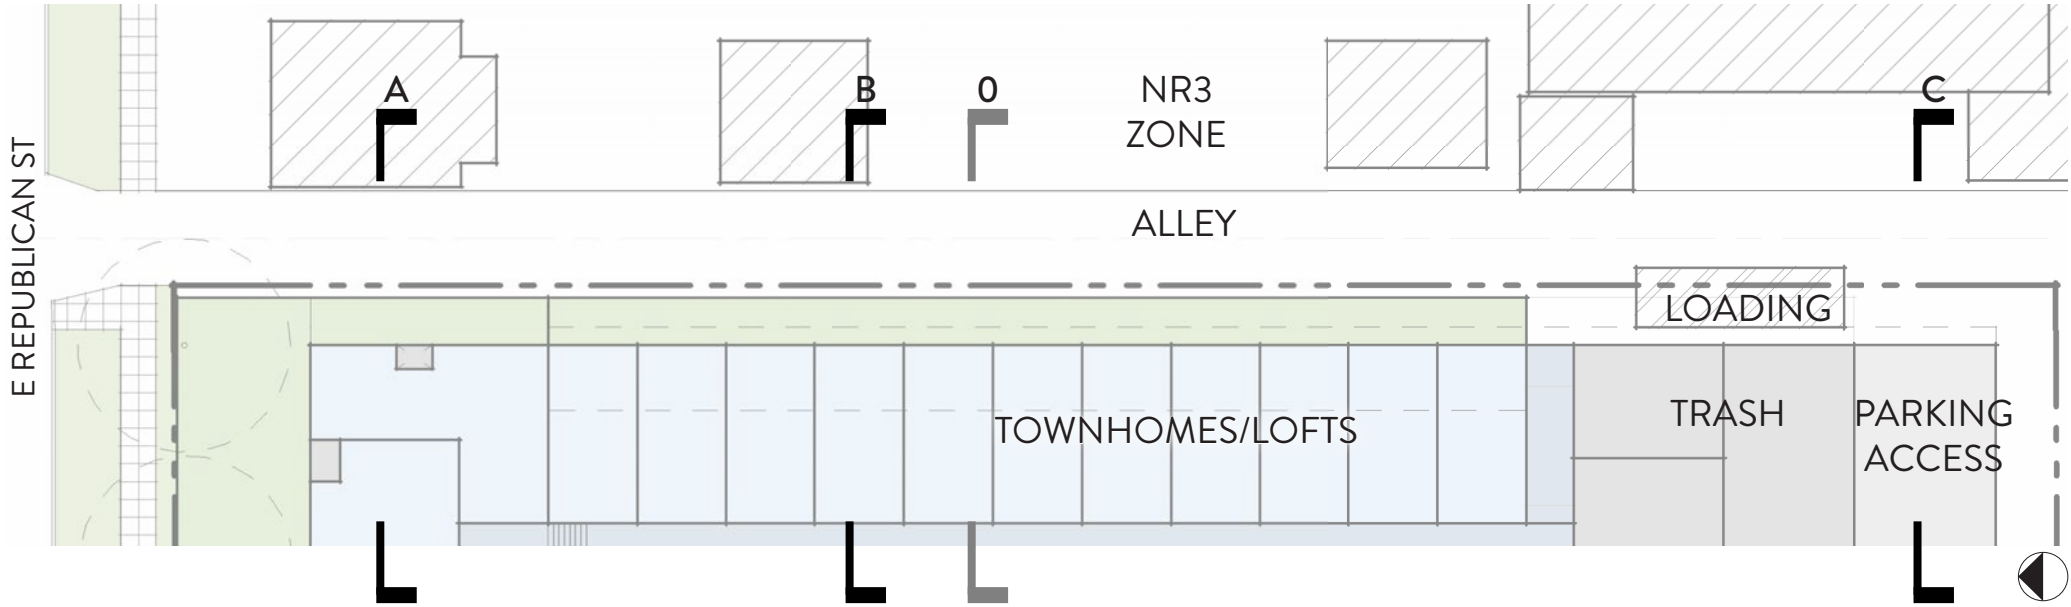 A
B
0
NR3
ZONE
C
E REPUBLICAN ST
ALLEY
LOADING
TOWNHOMES/LOFTS
TRASH
PARKING
ACCESS